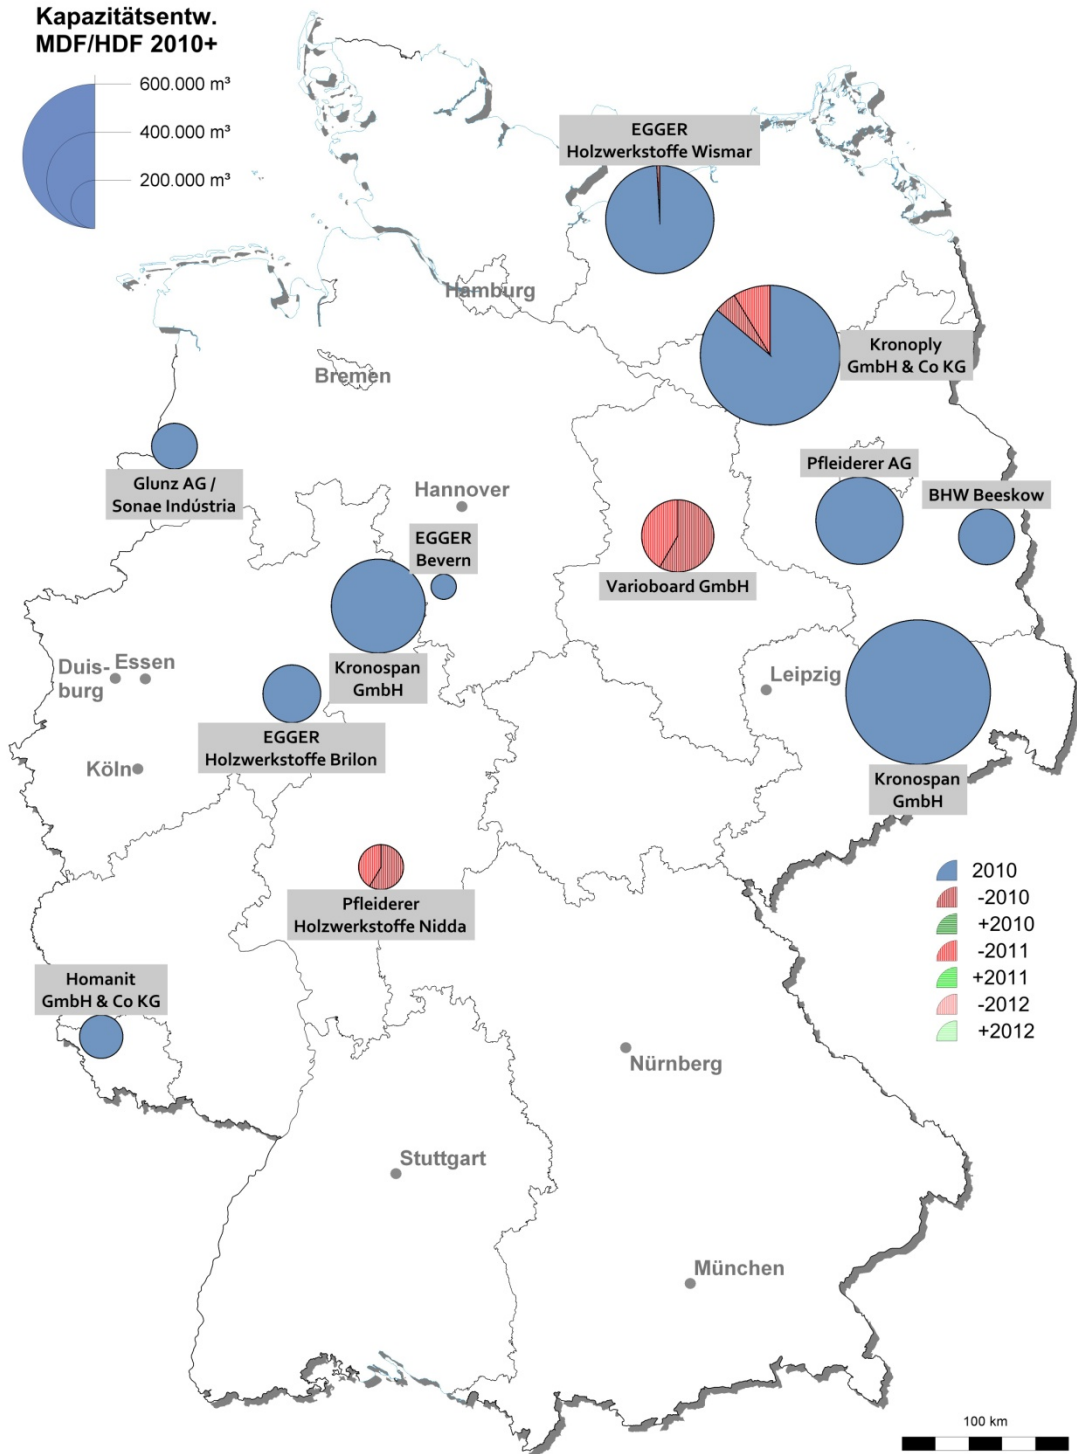 Kapazitätsentw.
MDF/HDF 2010+
600.000 m³
400.000 m³
200.000 m³
EGGER
Holzwerkstoffe Wismar
Hamburg
Kronoply
GmbH & Co KG
Bremen
Glunz AG /
Sonae Indústria
Hannover
Pfleiderer AG
BHW Beeskow
EGGER
Bevern
Varioboard GmbH
Kronospan
GmbH
Duis-
burg
Essen
Leipzig
EGGER
Holzwerkstoffe Brilon
Köln
Kronospan
GmbH
Pfleiderer
Holzwerkstoffe Nidda
2010
-2010
+2010
-2011
+2011
-2012
+2012
Homanit
GmbH & Co KG
Nürnberg
Stuttgart
München
100 km